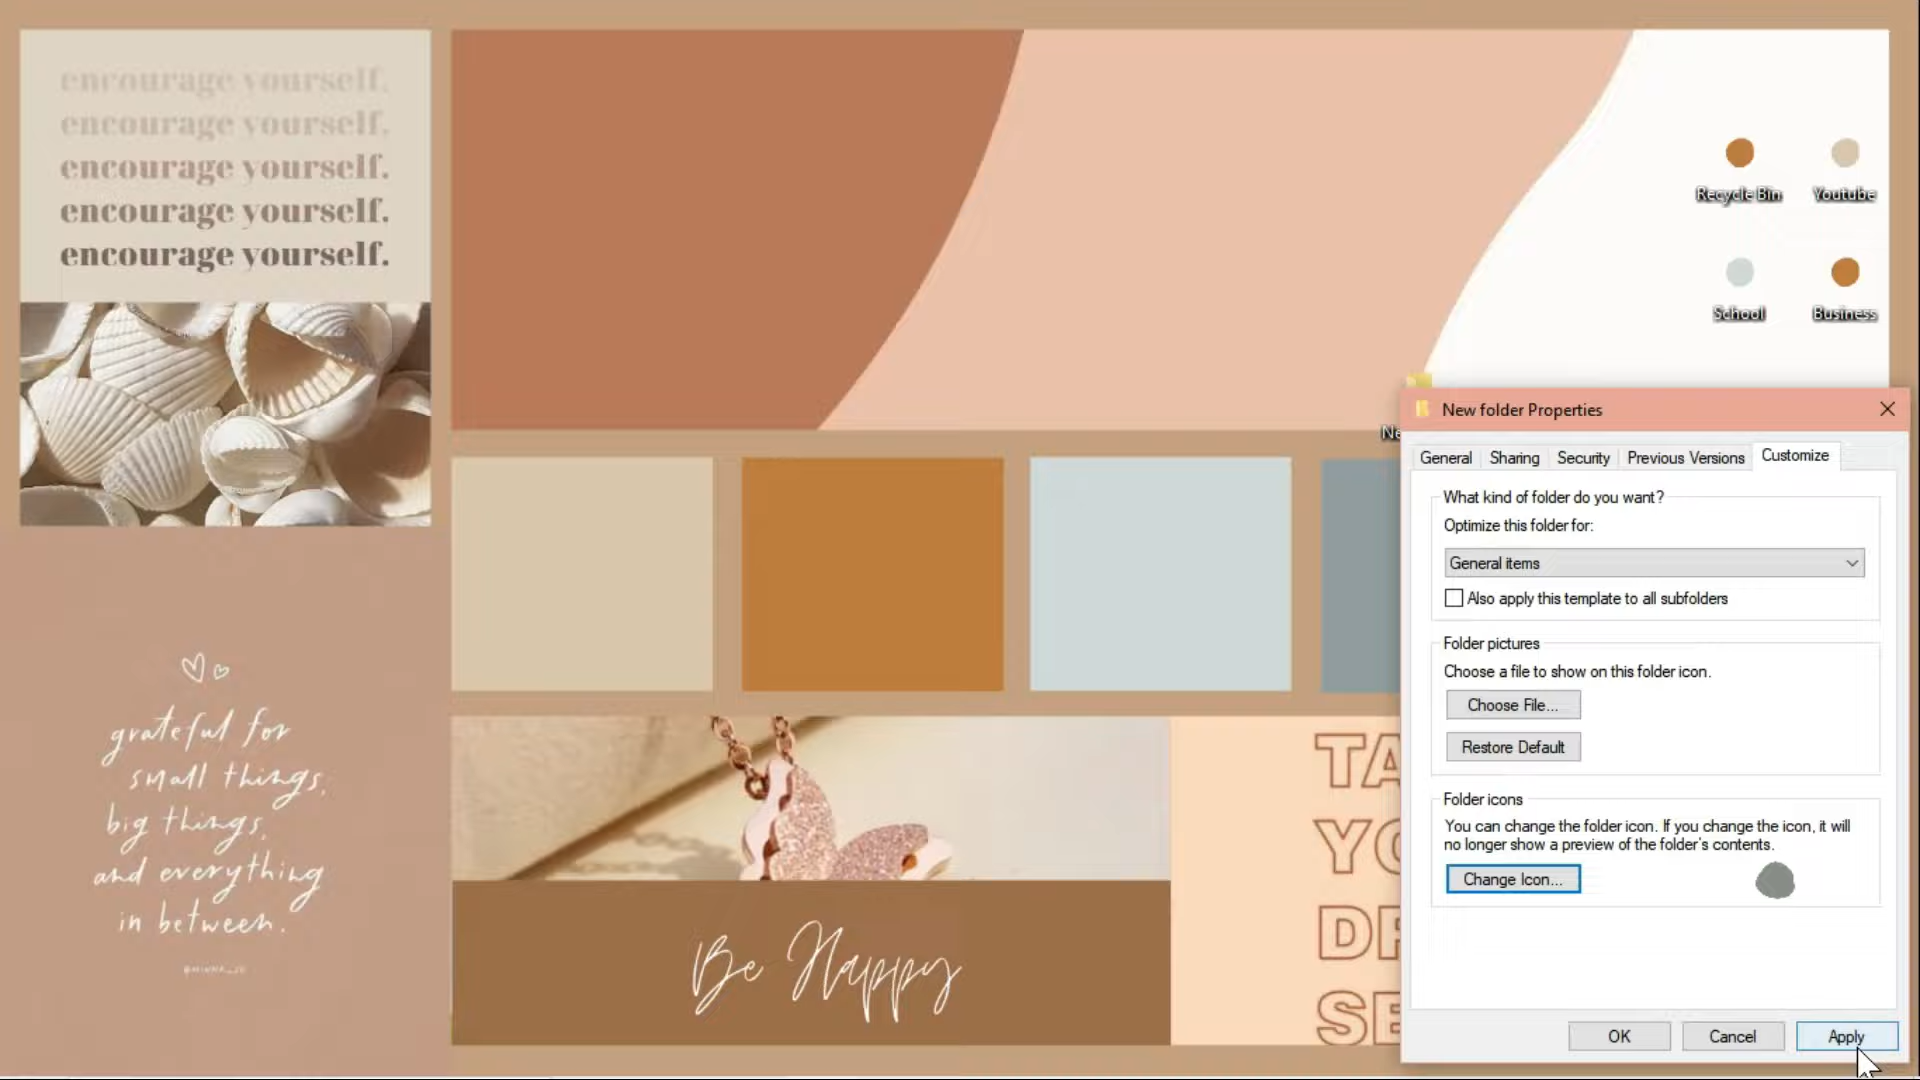 encourage yourself.
encourage yourself.
encourage yourself.
encourage yourself.
encourage yourself.
grateful for
small things,
big things,
and everything
in between.
Recycle Bin
Youtube
School
Business
New folder Properties
General
Sharing
Security
Previous Versions
Customize
What kind of folder do you want?
Optimize this folder for:
General items
Also apply this template to all subfolders
Folder pictures
Choose a file to show on this folder icon.
Choose File...
Restore Default
Folder icons
You can change the folder icon. If you change the icon, it will
no longer show a preview of the folder's contents.
Change Icon...
OK
Cancel
Apply
Be Happy
TA
YO
DR
SE